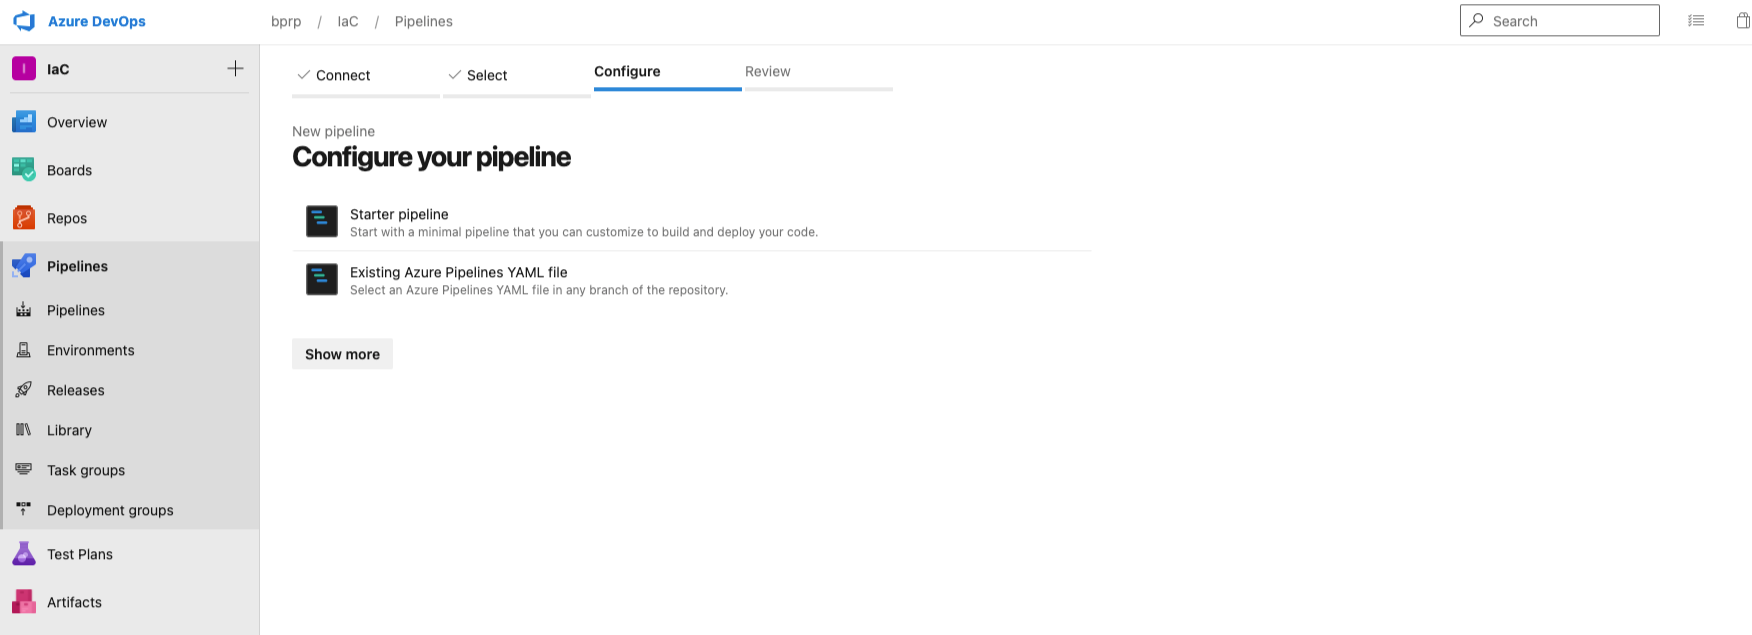 Azure DevOps
bprp / IaC / Pipelines
Search
I
IaC
Overview
Boards
Repos
Pipelines
Pipelines
Environments
Releases
Library
Task groups
Deployment groups
Test Plans
Artifacts
Connect
Select
Configure
Review
New pipeline
Configure your pipeline
Starter pipeline
Start with a minimal pipeline that you can customize to build and deploy your code.
Existing Azure Pipelines YAML file
Select an Azure Pipelines YAML file in any branch of the repository.
Show more